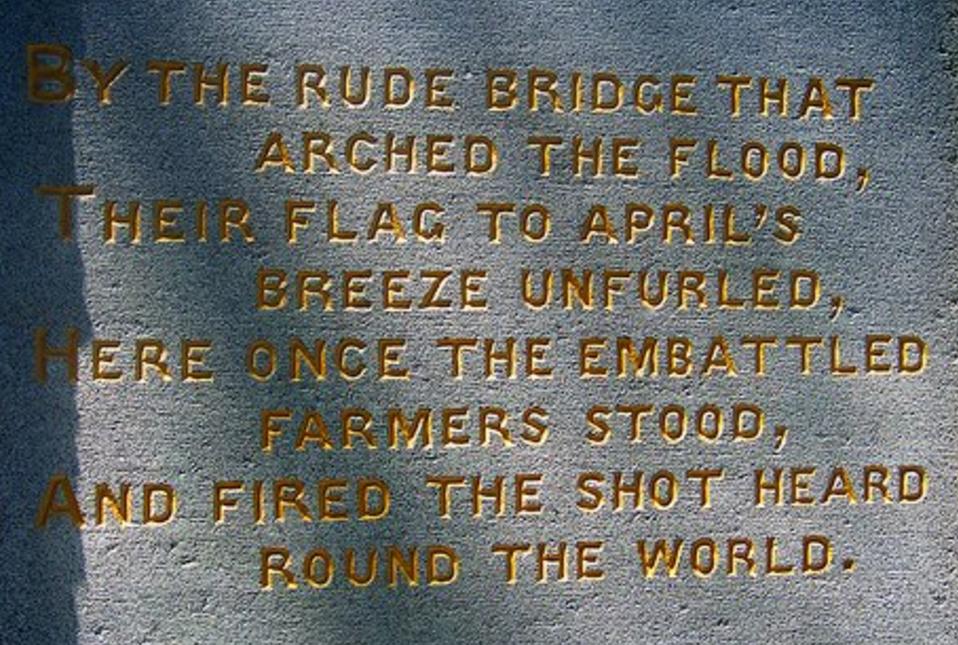 BY THE RUDE BRIDGE THAT
ARCHED THE FLOOD,
THEIR FLAG TO APRIL'S
BREEZE UNFURLED,
HERE ONCE THE EMBATTLED
FARMERS STOOD,
AND FIRED THE SHOT HEARD
ROUND THE WORLD.